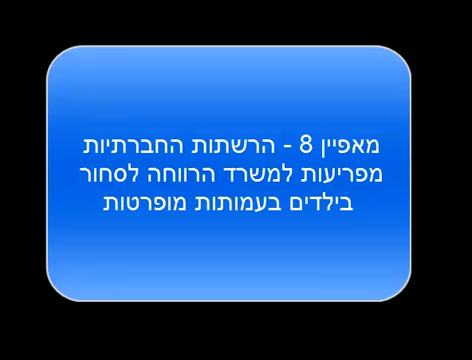 מאפיין 8 - הרשתות החברתיות
מפריעות למשרד הרווחה לסחור
בילדים בעמותות מופרטות